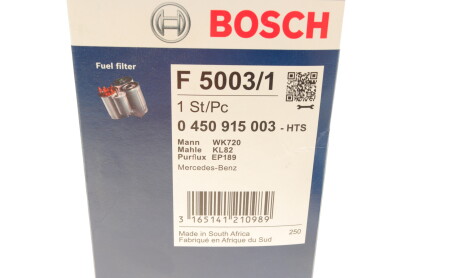 BOSCH
Fuel filter
F 5003/1
1 St/Pc
0 450 915 003 - HTS
Mann WK720
Mahle KL82
Purflux EP189
Mercedes-Benz
3 165141 210989
Made in South Africa 250
Fabriqué en Afrique du Sud